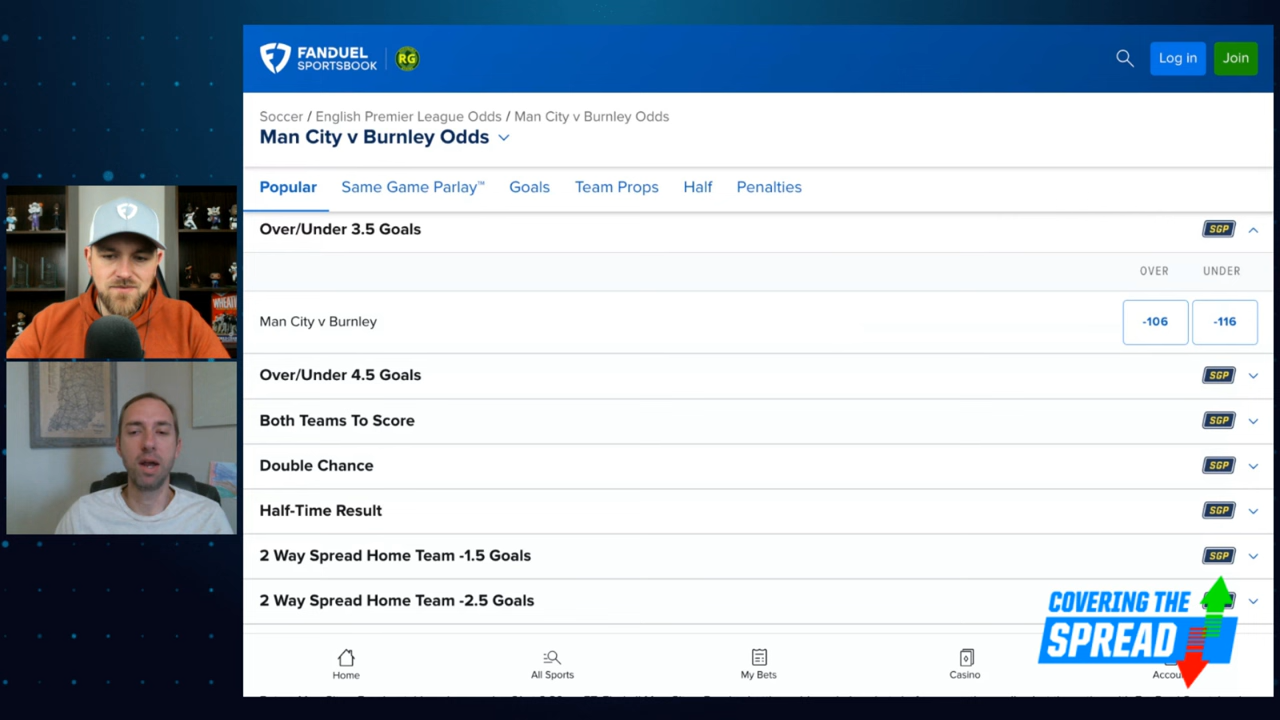 FANDUEL
SPORTSBOOK
RG
Log in
Join
Soccer / English Premier League Odds / Man City v Burnley Odds
Man City v Burnley Odds
Popular
Same Game Parlay™
Goals
Team Props
Half
Penalties
Over/Under 3.5 Goals
SGP
OVER
UNDER
Man City v Burnley
-106
-116
Over/Under 4.5 Goals
SGP
Both Teams To Score
SGP
Double Chance
SGP
Half-Time Result
SGP
2 Way Spread Home Team -1.5 Goals
SGP
2 Way Spread Home Team -2.5 Goals
COVERING THE
SPREAD
Home
All Sports
My Bets
Casino